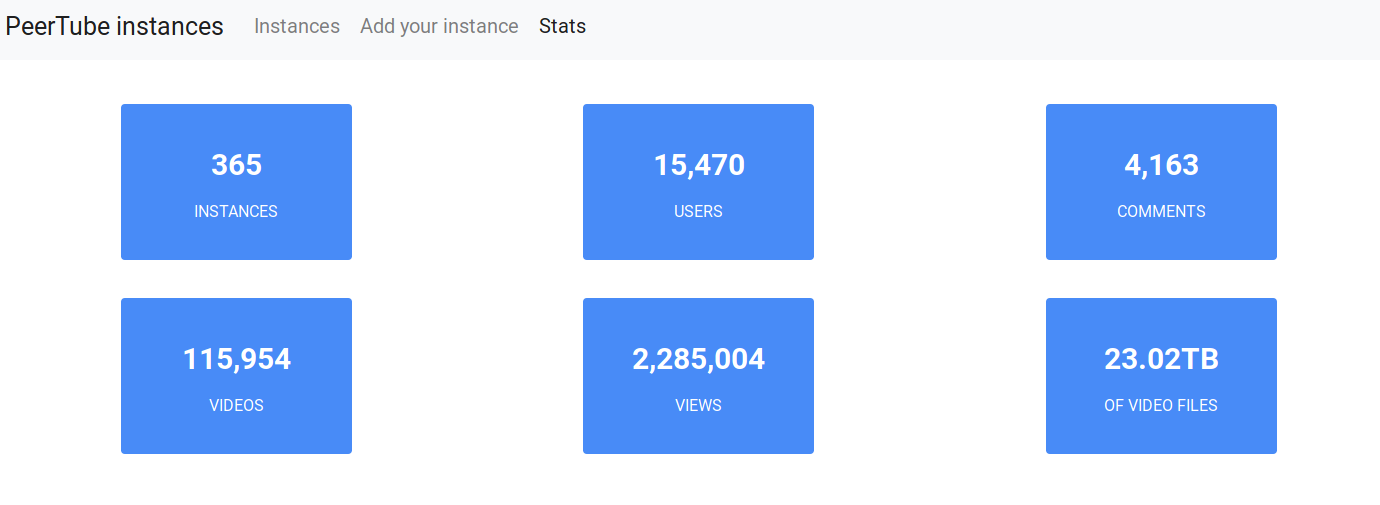 PeerTube instances Instances Add your instance Stats
365
INSTANCES
15,470
USERS
4,163
COMMENTS
115,954
VIDEOS
2,285,004
VIEWS
23.02TB
OF VIDEO FILES